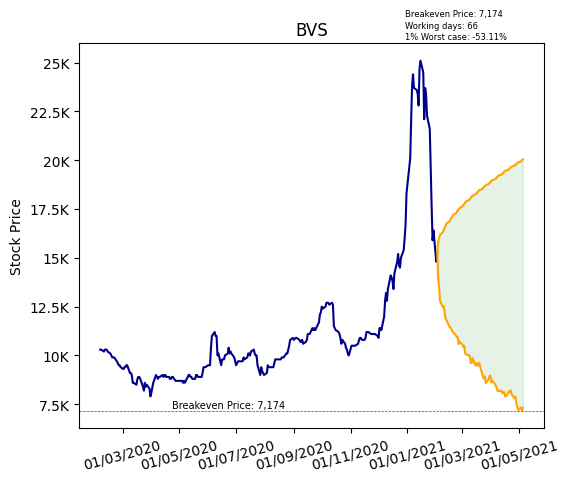 Breakeven Price: 7,174
Working days: 66
1% Worst case: -53.11%
BVS
Stock Price
25K
22.5K
20K
17.5K
15K
12.5K
10K
7.5K
Breakeven Price: 7,174
01/03/2020
01/05/2020
01/07/2020
01/09/2020
01/11/2020
01/01/2021
01/03/2021
01/05/2021